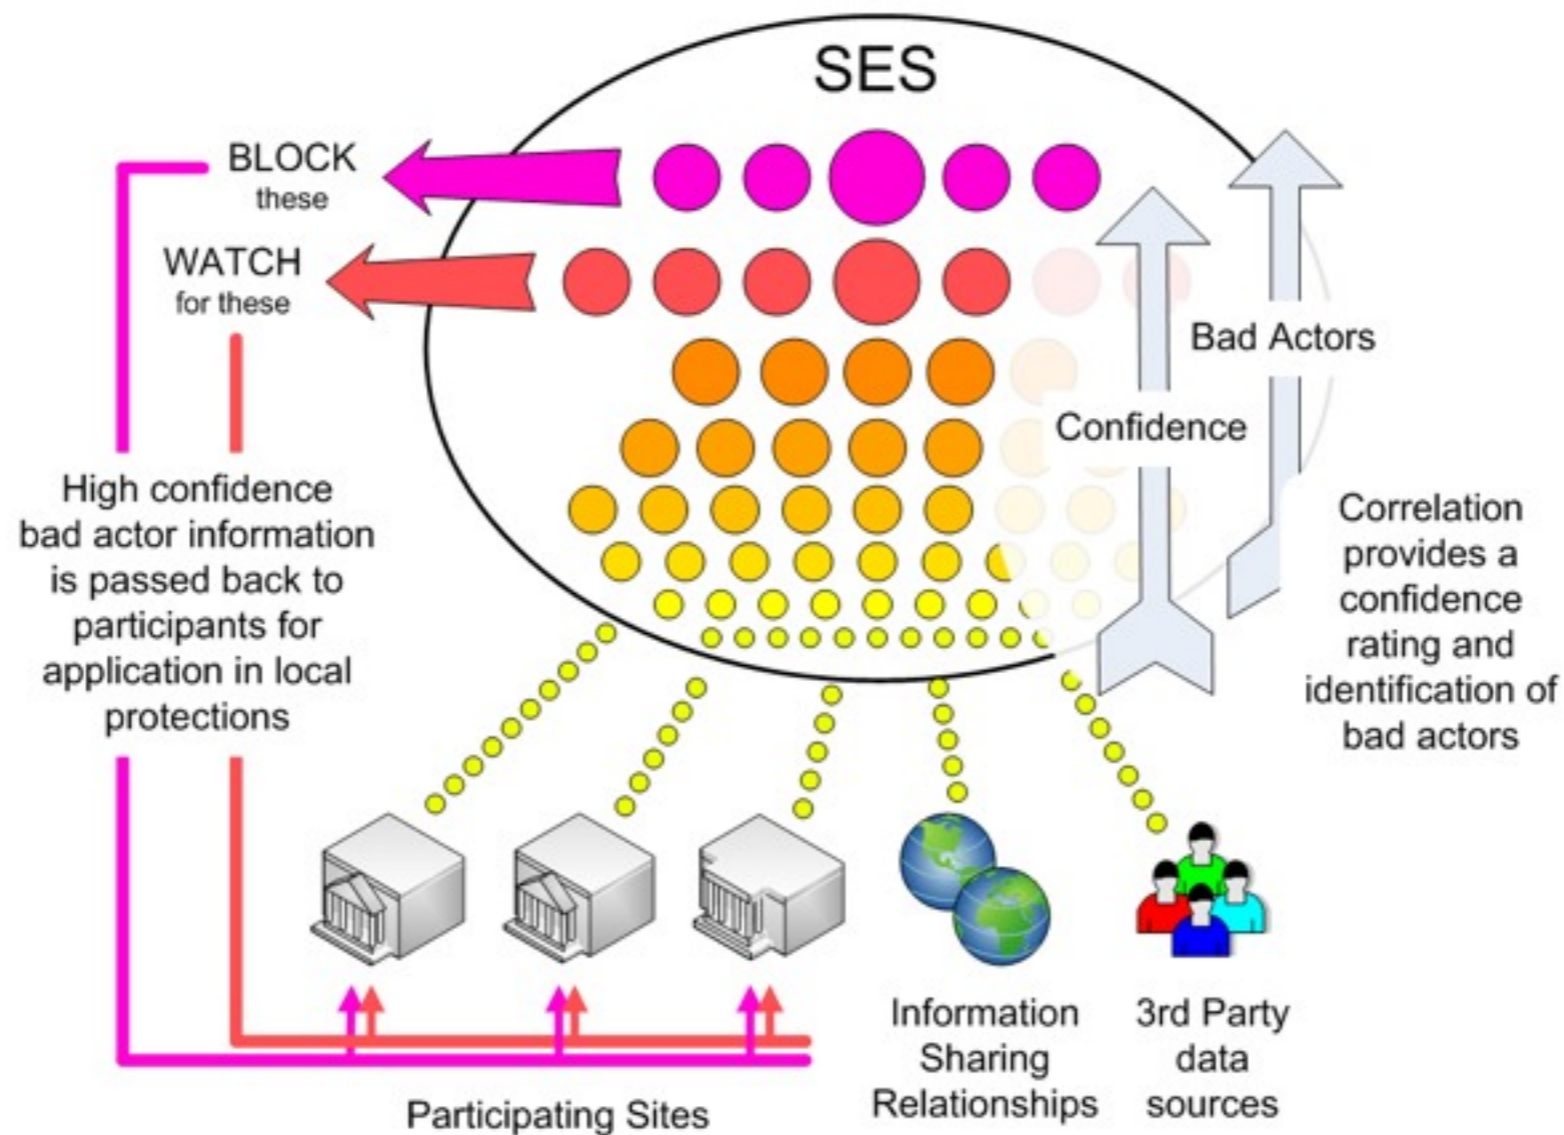 SES
BLOCK
these
WATCH
for these
Bad Actors
Confidence
High confidence
bad actor information
is passed back to
participants for
application in local
protections
Correlation
provides a
confidence
rating and
identification of
bad actors
Information
Sharing
Relationships
3rd Party
data
sources
Participating Sites